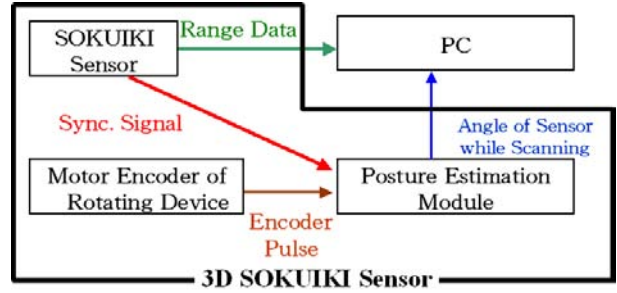 SOKUIKI
Sensor
Range Data
PC
Sync. Signal
Angle of Sensor
while Scanning
Motor Encoder of
Rotating Device
Posture Estimation
Module
Encoder
Pulse
3D SOKUIKI Sensor